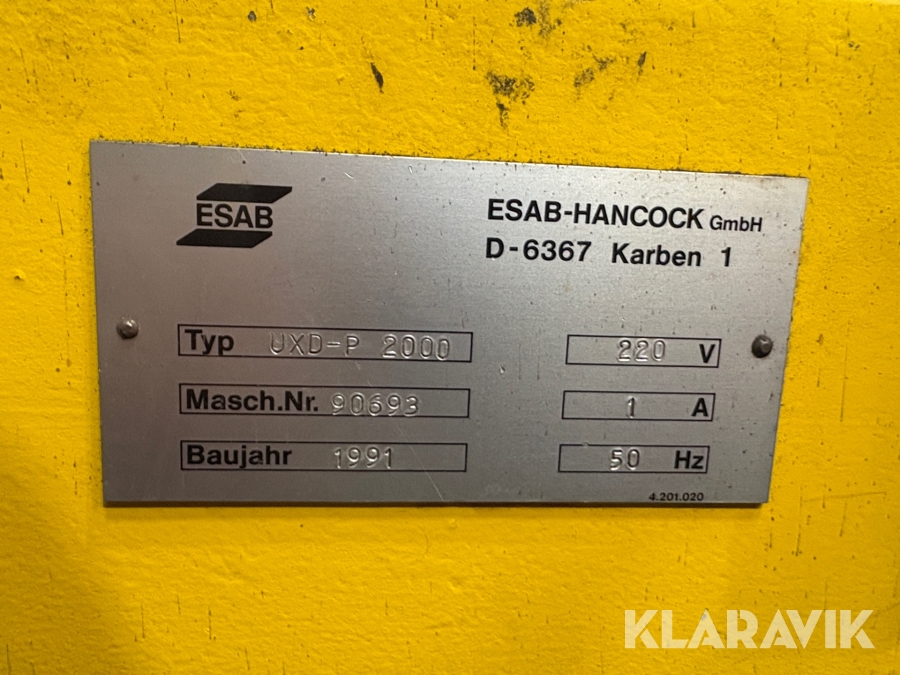 ESAB
ESAB-HANCOCK GmbH
D-6367 Karben 1
Typ UXD-P 2000
220 V
Masch.Nr. 90693
1 A
Baujahr 1991
50 Hz
4.201.020
KLARAVIK